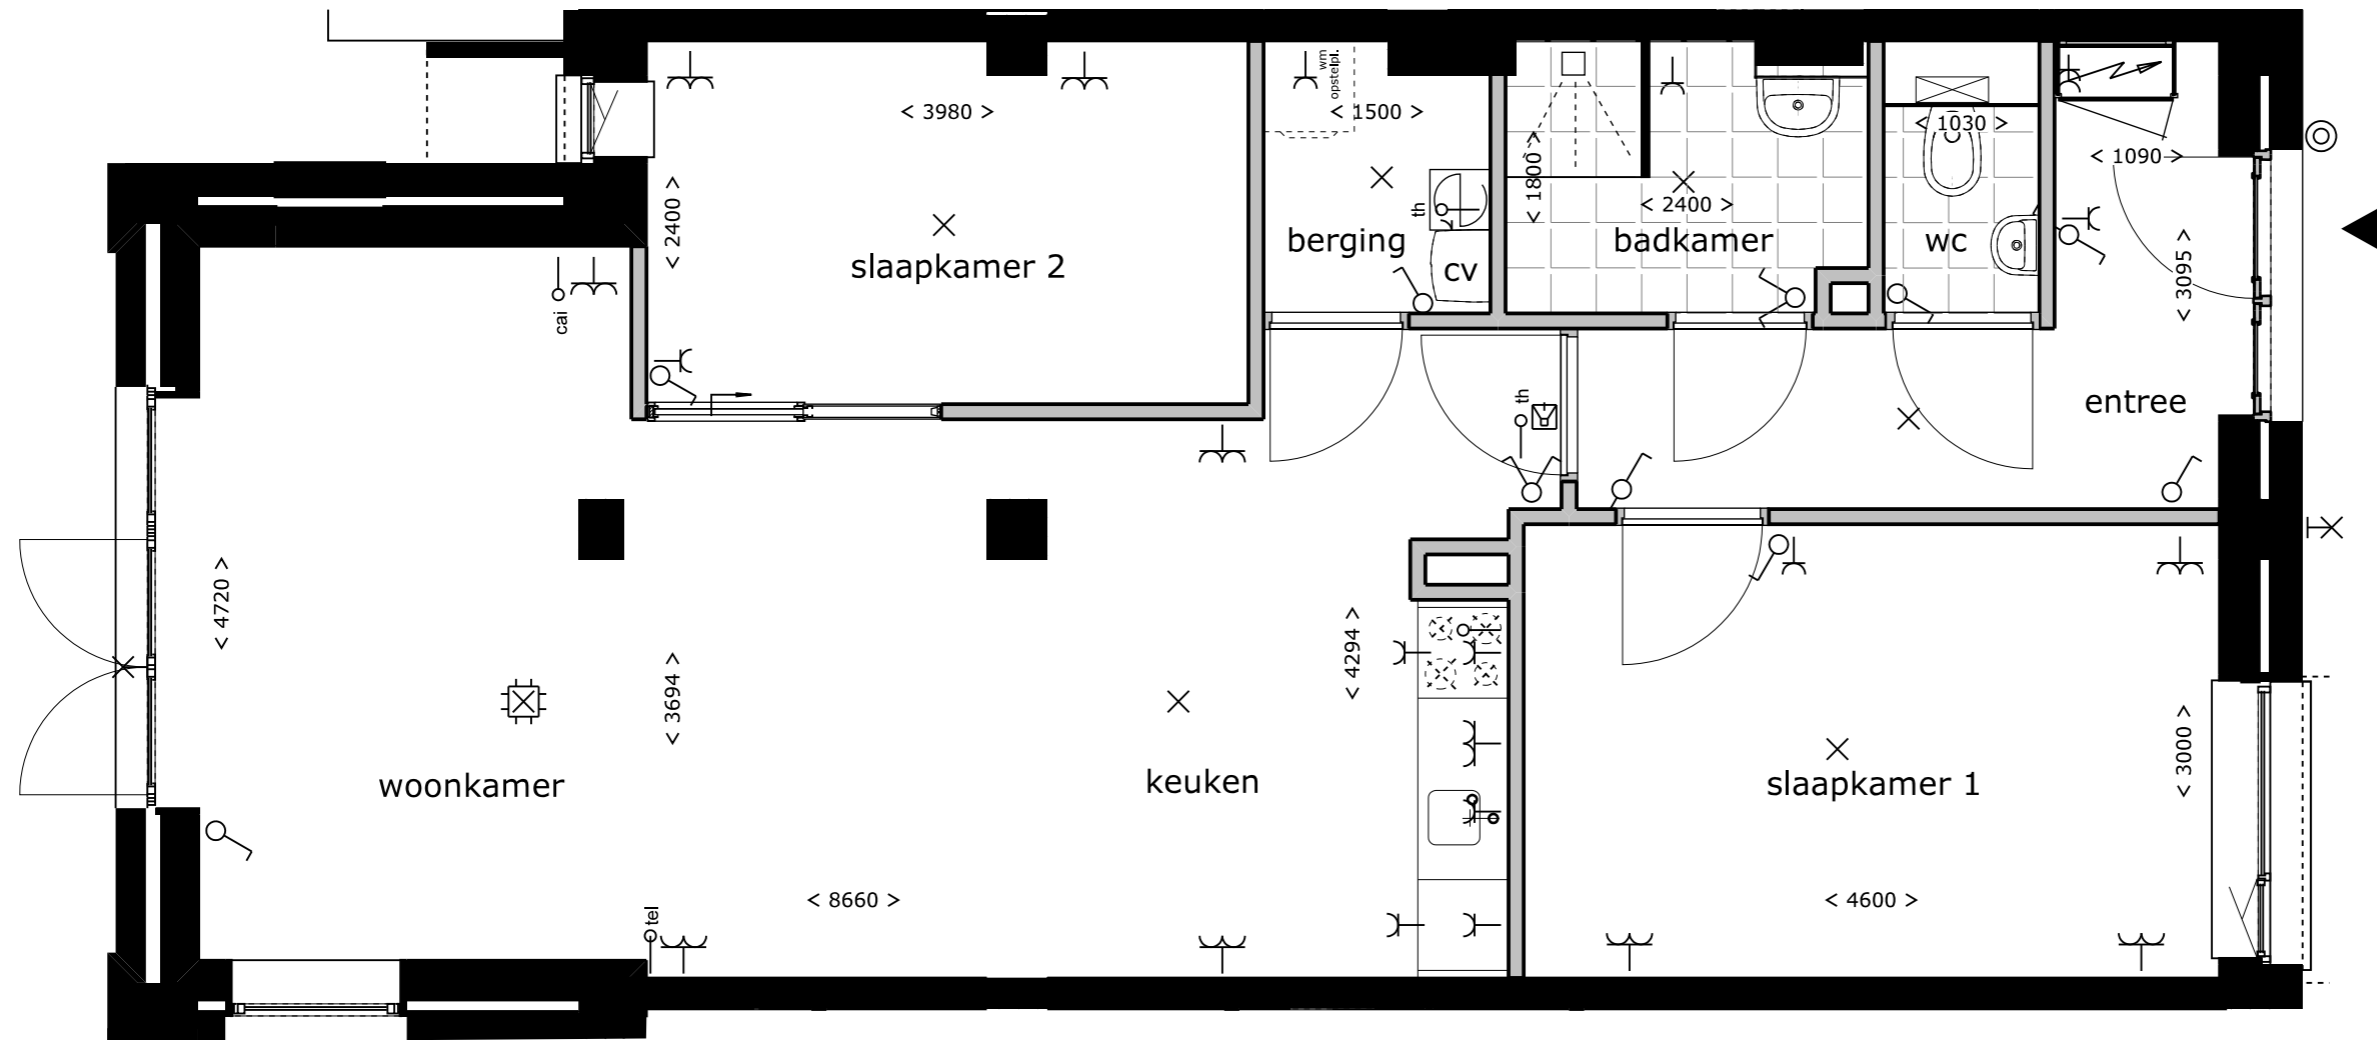 wm
opstelpl.
< 3980 >
< 1500 >
< 1030 >
< 1090 >
< 1800 >
< 2400 >
< 2400 >
th
berging
badkamer
wc
slaapkamer 2
cv
< 3095 >
cai
th
entree
< 4720 >
< 3694 >
< 4294 >
woonkamer
keuken
slaapkamer 1
< 3000 >
tel
< 8660 >
< 4600 >